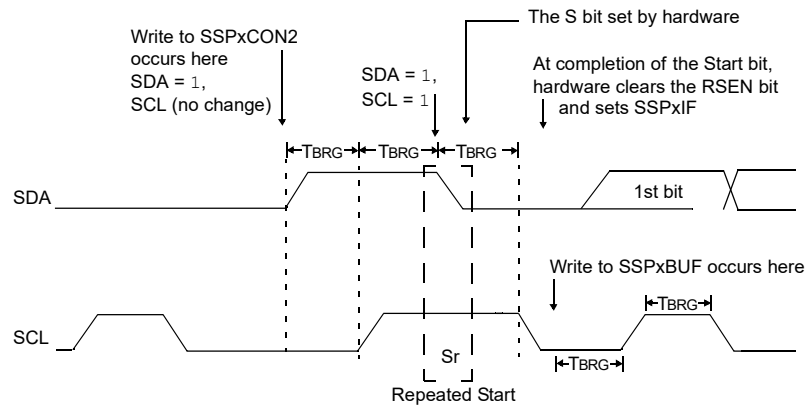 The S bit set by hardware
Write to SSPxCON2
occurs here
SDA = 1,
SCL (no change)
SDA = 1,
SCL = 1
At completion of the Start bit,
hardware clears the RSEN bit
and sets SSPxIF
TBRG
TBRG
TBRG
SDA
1st bit
Write to SSPxBUF occurs here
TBRG
SCL
Sr
TBRG
Repeated Start